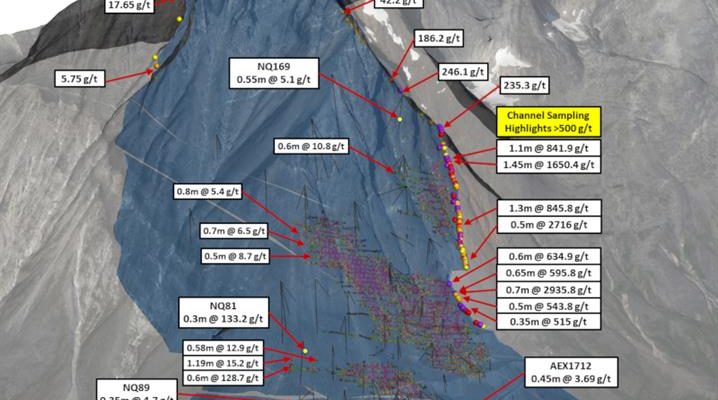 17.65 g/t
42.2 g/t
186.2 g/t
246.1 g/t
5.75 g/t
NQ169
0.55m @ 5.1 g/t
235.3 g/t
Channel Sampling
Highlights >500 g/t
0.6m @ 10.8 g/t
1.1m @ 841.9 g/t
1.45m @ 1650.4 g/t
0.8m @ 5.4 g/t
1.3m @ 845.8 g/t
0.5m @ 2716 g/t
0.7m @ 6.5 g/t
0.5m @ 8.7 g/t
0.6m @ 634.9 g/t
0.65m @ 595.8 g/t
0.7m @ 2935.8 g/t
0.5m @ 543.8 g/t
0.35m @ 515 g/t
NQ81
0.3m @ 133.2 g/t
0.58m @ 12.9 g/t
1.19m @ 15.2 g/t
0.6m @ 128.7 g/t
AEX1712
0.45m @ 3.69 g/t
NQ89
0.35m @ 4.7 g/t